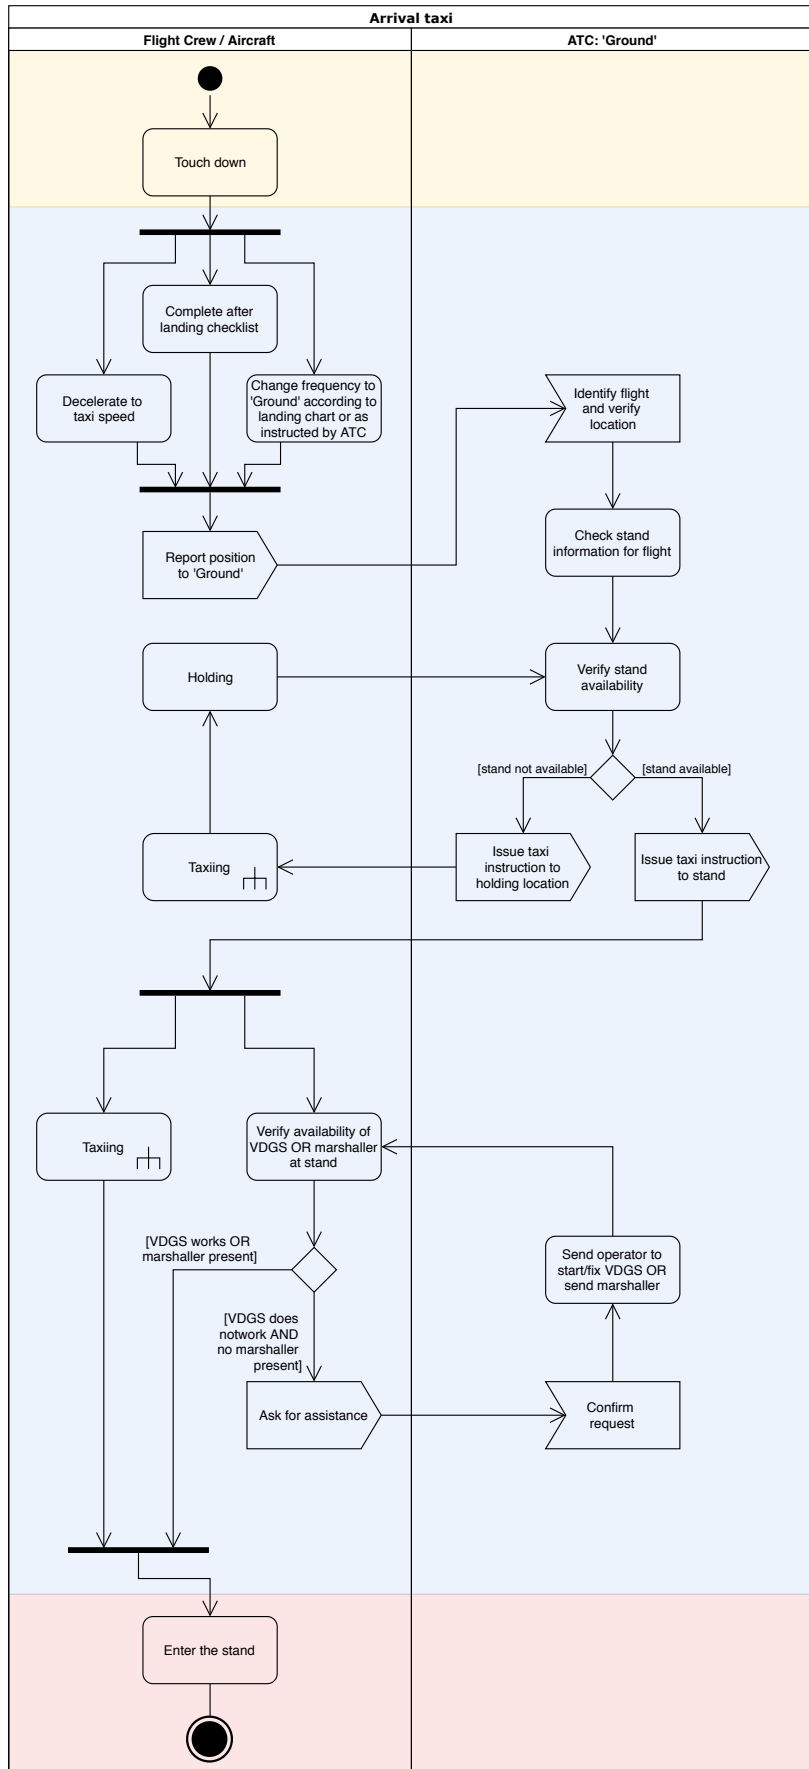 Arrival taxi
Flight Crew / Aircraft
ATC: 'Ground'
Touch down
Complete after
landing checklist
Decelerate to
taxi speed
Change frequency to
'Ground' according to
landing chart or as
instructed by ATC
Identify flight
and verify
location
Report position
to 'Ground'
Check stand
information for flight
Holding
Verify stand
availability
[stand not available]
[stand available]
Taxiing
Issue taxi
instruction to
holding location
Issue taxi instruction
to stand
Taxiing
Verify availability of
VDGS OR marshaller
at stand
[VDGS works OR
marshaller present]
Send operator to
start/fix VDGS OR
send marshaller
[VDGS does
notwork AND
no marshaller
present]
Ask for assistance
Confirm
request
Enter the stand